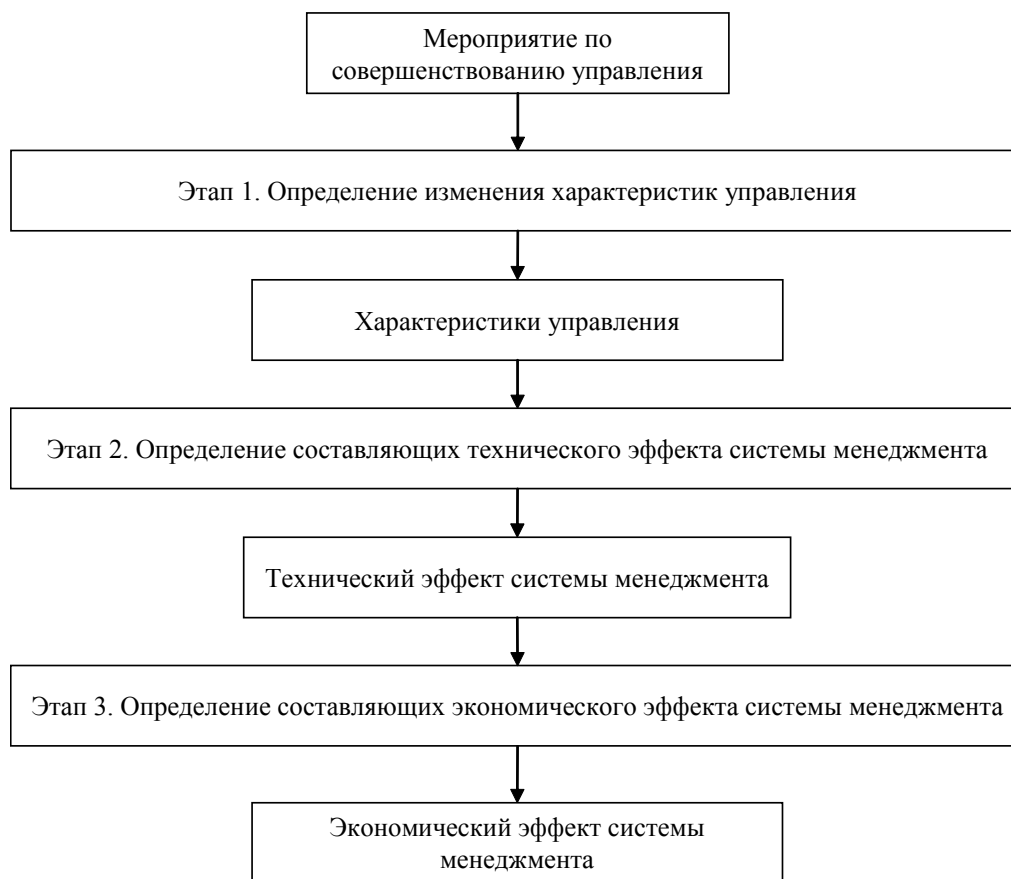 Мероприятие по
совершенствованию управления
Этап 1. Определение изменения характеристик управления
Характеристики управления
Этап 2. Определение составляющих технического эффекта системы менеджмента
Технический эффект системы менеджмента
Этап 3. Определение составляющих экономического эффекта системы менеджмента
Экономический эффект системы
менеджмента